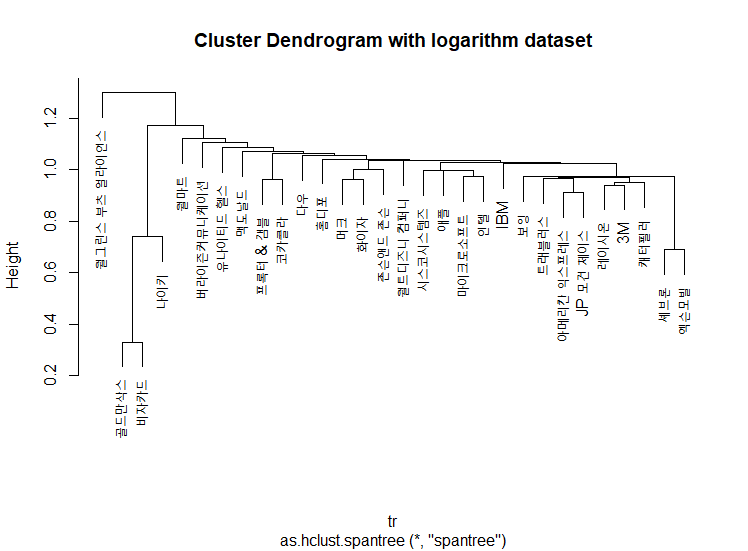 Cluster Dendrogram with logarithm dataset
Height
1.2
1.0
0.8
0.6
0.4
0.2
월그린스 부츠 얼라이언스
골드만삭스
비자카드
나이키
월마트
버라이즌커뮤니케이션
유나이티드 헬스
맥도날드
프록터 & 갬블
코카콜라
다우
홈디포
머크
화이자
존슨앤드 존슨
월트디즈니 컴퍼니
시스코시스템즈
애플
마이크로소프트
인텔
IBM
보잉
트래블러스
아메리칸 익스프레스
JP 모건 체이스
레이시온
3M
캐터필러
셰브론
엑슨모빌
tr
as.hclust.spantree (*, "spantree")